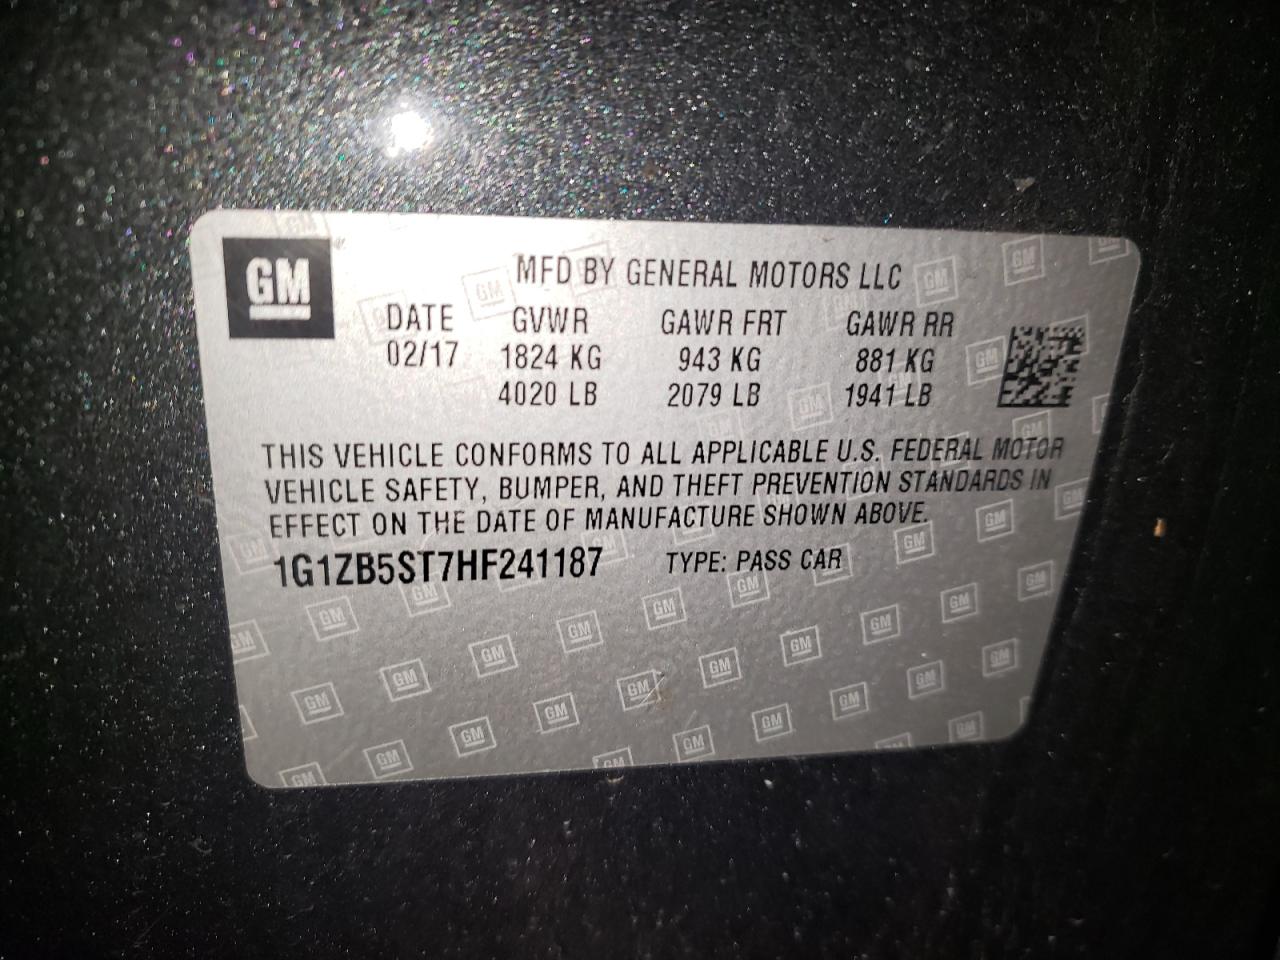 GM
MFD BY GENERAL MOTORS LLC
DATE GVWR GAWR FRT GAWR RR
02/17 1824 KG 943 KG 881 KG
4020 LB 2079 LB 1941 LB
THIS VEHICLE CONFORMS TO ALL APPLICABLE U.S. FEDERAL MOTOR
VEHICLE SAFETY, BUMPER, AND THEFT PREVENTION STANDARDS IN
EFFECT ON THE DATE OF MANUFACTURE SHOWN ABOVE.
1G1ZB5ST7HF241187 TYPE: PASS CAR